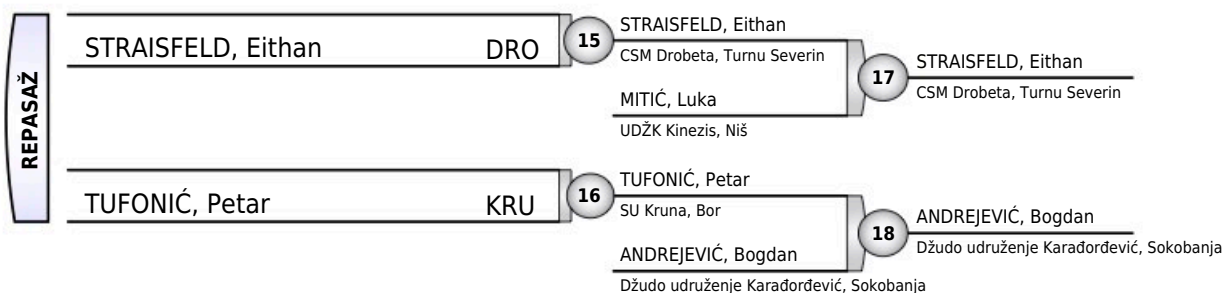 REPASAŽ
STRAISFELD, Eithan DRO
15
STRAISFELD, Eithan
CSM Drobeta, Turnu Severin
MITIĆ, Luka
UDŽK Kinezis, Niš
17
STRAISFELD, Eithan
CSM Drobeta, Turnu Severin
TUFONIĆ, Petar KRU
16
TUFONIĆ, Petar
SU Kruna, Bor
ANDREJEVIĆ, Bogdan
Džudo udruženje Karađorđević, Sokobanja
18
ANDREJEVIĆ, Bogdan
Džudo udruženje Karađorđević, Sokobanja